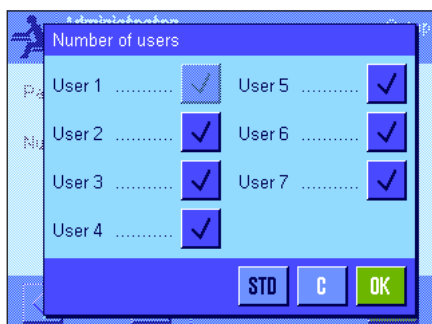 Administrator
Number of users
User 1 ........... User 5 ...........
User 2 ........... User 6 ...........
User 3 ........... User 7 ...........
User 4 ...........
STD C OK